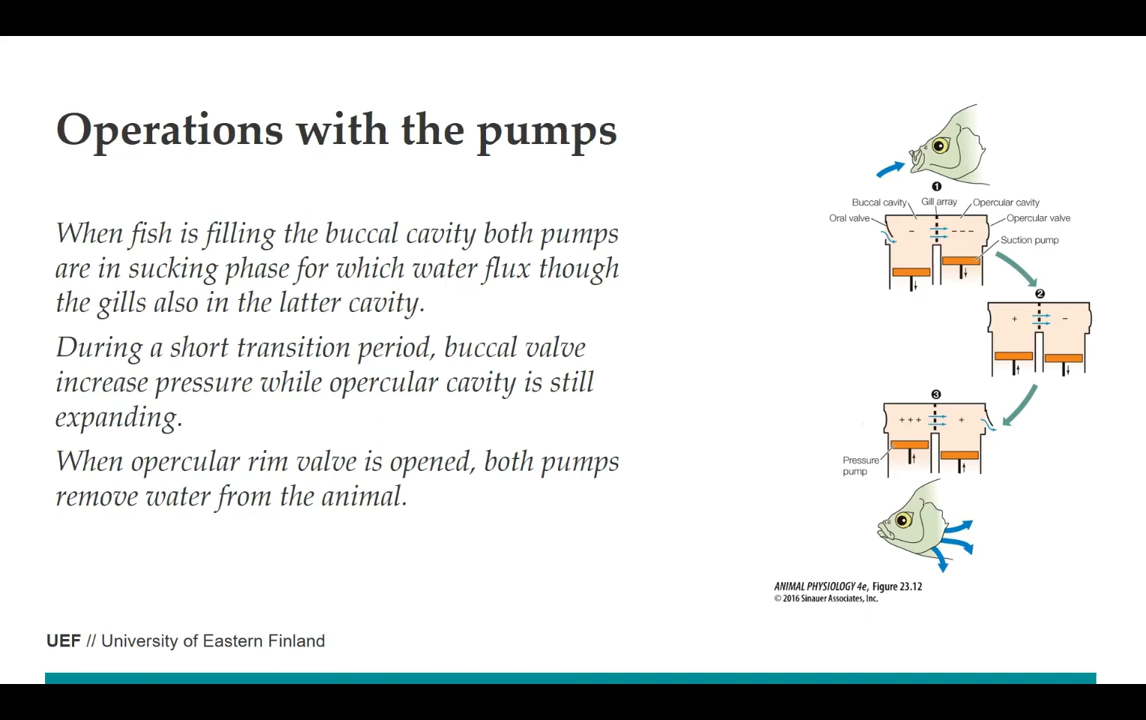 Operations with the pumps
When fish is filling the buccal cavity both pumps
are in sucking phase for which water flux though
the gills also in the latter cavity.
During a short transition period, buccal valve
increase pressure while opercular cavity is still
expanding.
When opercular rim valve is opened, both pumps
remove water from the animal.
1
Buccal cavity
Gill array
Opercular cavity
Oral valve
Opercular valve
- - - -
Suction pump
2
+ -
3
+++ +
Pressure
pump
ANIMAL PHYSIOLOGY 4e, Figure 23.12
© 2016 Sinauer Associates, Inc.
UEF // University of Eastern Finland